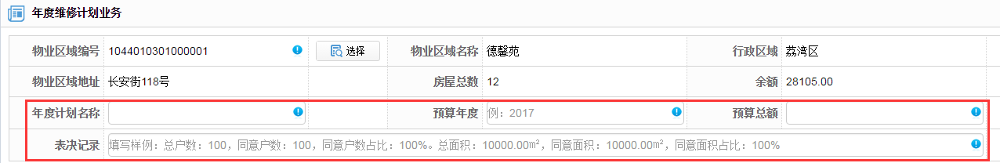 年度维修计划业务
物业区域编号 1044010301000001 选择 物业区域名称 德馨苑 行政区域 荔湾区
物业区域地址 长安街118号 房屋总数 12 余额 28105.00
年度计划名称 预算年度 例：2017 预算总额
表决记录 填写样例：总户数：100，同意户数：100，同意户数占比：100%。总面积：10000.00㎡，同意面积：10000.00㎡，同意面积占比：100%